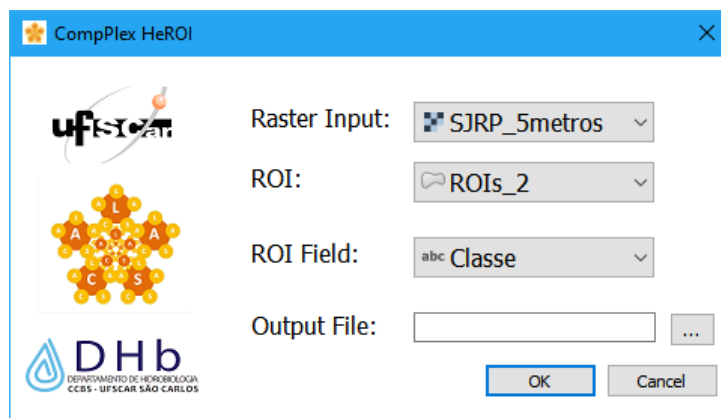 CompPlex HeROI
ufscar
Raster Input:
SJRP_5metros
ROI:
ROIs_2
ROI Field:
abc Classe
Output File:
...
L
A
A
C
S
DHb
DEPARTAMENTO DE HIDROBIOLOGIA
CCBS - UFSCAR SÃO CARLOS
OK
Cancel